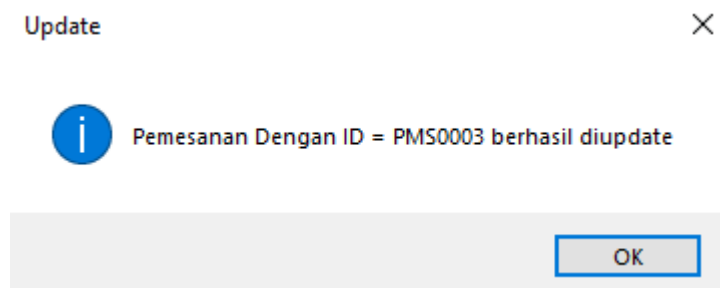 Update
Pemesanan Dengan ID = PMS0003 berhasil diupdate
OK